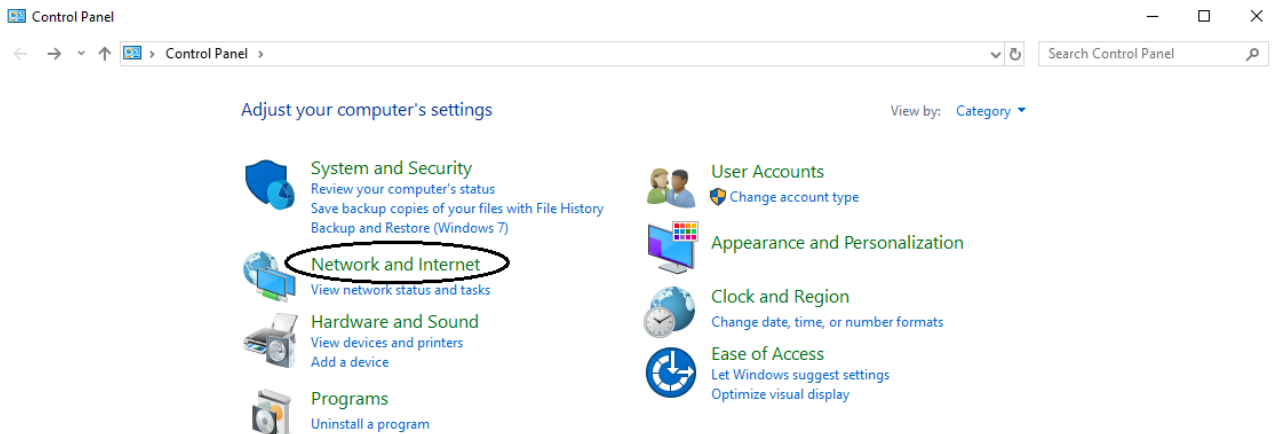 Control Panel
Control Panel
Search Control Panel
Adjust your computer's settings
View by: Category
System and Security
Review your computer's status
Save backup copies of your files with File History
Backup and Restore (Windows 7)
Network and Internet
View network status and tasks
Hardware and Sound
View devices and printers
Add a device
Programs
Uninstall a program
User Accounts
Change account type
Appearance and Personalization
Clock and Region
Change date, time, or number formats
Ease of Access
Let Windows suggest settings
Optimize visual display